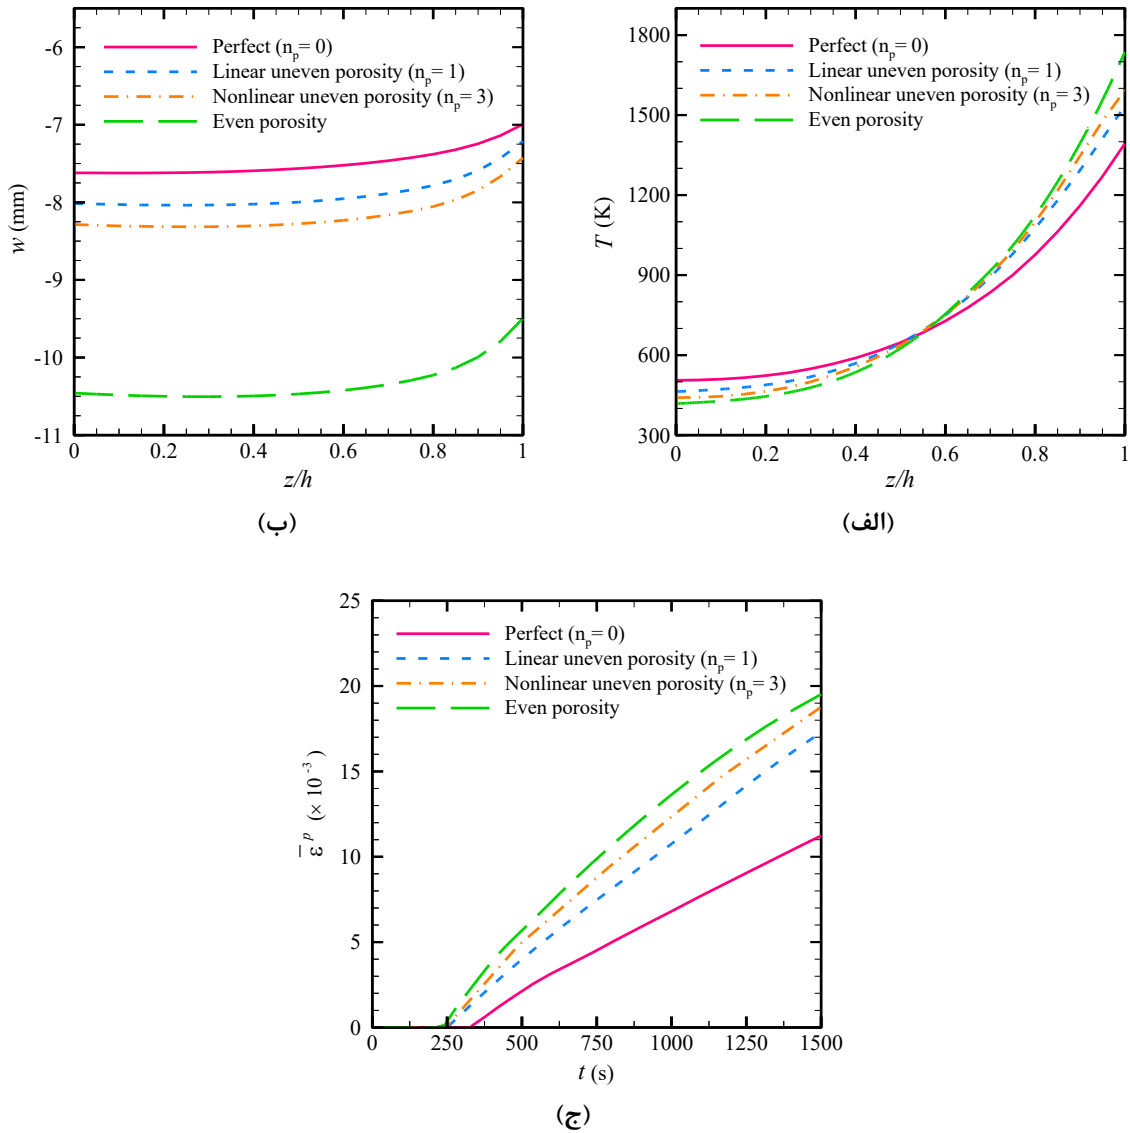 -6
-7
-8
-9
-10
-11
w (mm)
Perfect (np= 0)
Linear uneven porosity (np= 1)
Nonlinear uneven porosity (np= 3)
Even porosity
0 0.2 0.4 0.6 0.8 1
z/h
(ب)
1800
1500
1200
900
600
300
T (K)
Perfect (np= 0)
Linear uneven porosity (np= 1)
Nonlinear uneven porosity (np= 3)
Even porosity
0 0.2 0.4 0.6 0.8 1
z/h
(الف)
25
20
15
10
5
0
ε̄ p (× 10 -3 )
Perfect (np= 0)
Linear uneven porosity (np= 1)
Nonlinear uneven porosity (np= 3)
Even porosity
0 250 500 750 1000 1250 1500
t (s)
(ج)